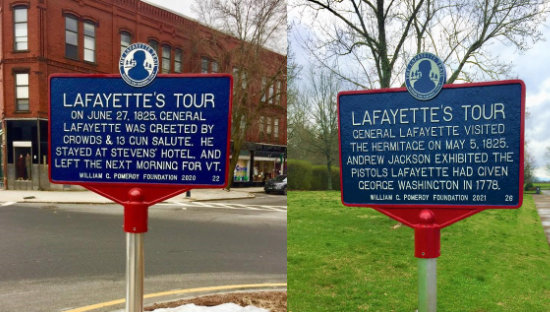 LAFAYETTE'S TOUR
ON JUNE 27, 1825, GENERAL
LAFAYETTE WAS GREETED BY
CROWDS & 13 GUN SALUTE. HE
STAYED AT STEVENS' HOTEL, AND
LEFT THE NEXT MORNING FOR VT.
WILLIAM G. POMEROY FOUNDATION 2020 22
LAFAYETTE'S TOUR
GENERAL LAFAYETTE VISITED
THE HERMITAGE ON MAY 5, 1825.
ANDREW JACKSON EXHIBITED THE
PISTOLS LAFAYETTE HAD GIVEN
GEORGE WASHINGTON IN 1778.
WILLIAM G. POMEROY FOUNDATION 2021 26